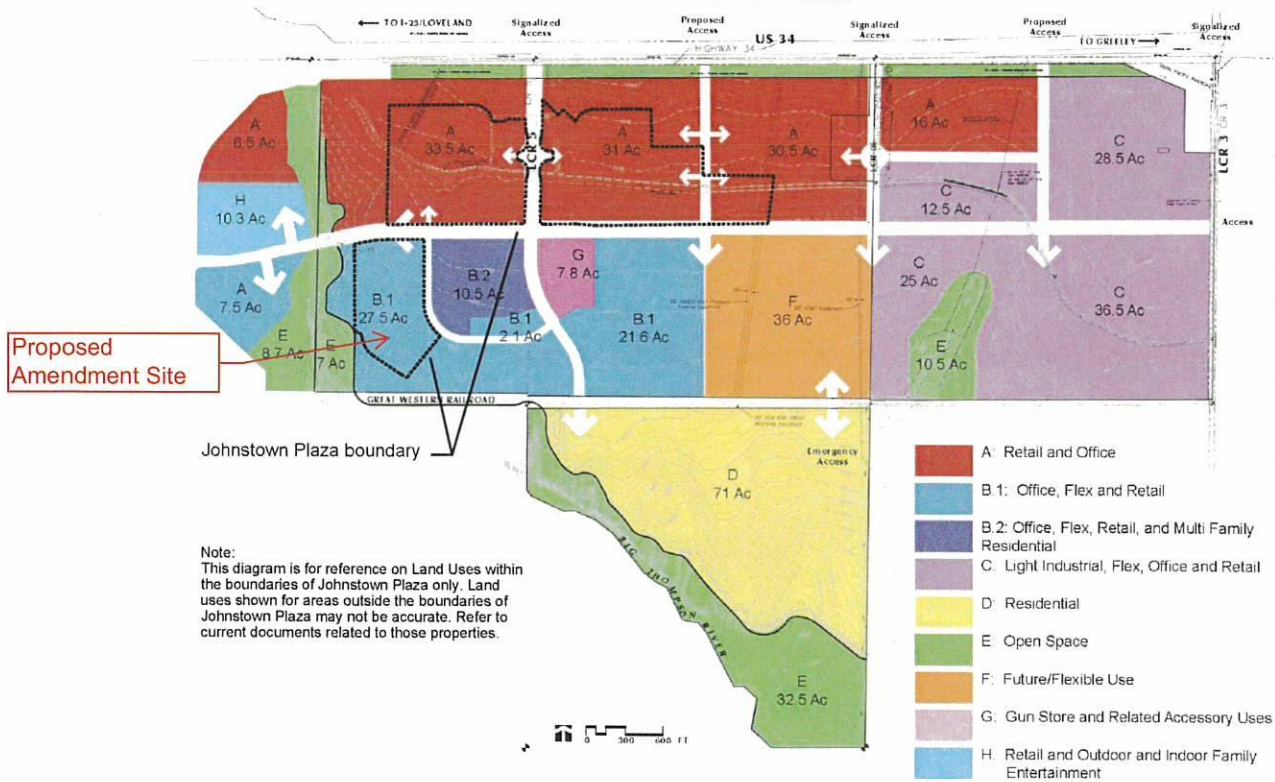 TO I-25/LOVELAND
Signalized
Access
Proposed
Access
US 34
HIGHWAY 34
Signalized
Access
Proposed
Access
TO GREELEY
Signalized
Access
A
6.5 Ac
A
33.5 Ac
LCR 5
A
31 Ac
A
30.5 Ac
A
16 Ac
C
28.5 Ac
LCR 3
H
10.3 Ac
C
12.5 Ac
Access
A
7.5 Ac
B.1
27.5 Ac
B.2
10.5 Ac
G
7.8 Ac
B.1
2.1 Ac
B.1
21.6 Ac
F
36 Ac
C
25 Ac
C
36.5 Ac
E
8.7 Ac
E
7 Ac
E
10.5 Ac
Proposed
Amendment Site
GREAT WESTERN RAILROAD
Johnstown Plaza boundary
Emergency
Access
D
71 Ac
BIG THOMPSON RIVER
E
32.5 Ac
Note:
This diagram is for reference on Land Uses within
the boundaries of Johnstown Plaza only. Land
uses shown for areas outside the boundaries of
Johnstown Plaza may not be accurate. Refer to
current documents related to those properties.
0 300 600 FT
A: Retail and Office
B.1: Office, Flex and Retail
B.2: Office, Flex, Retail, and Multi Family
Residential
C. Light Industrial, Flex, Office and Retail
D: Residential
E: Open Space
F: Future/Flexible Use
G: Gun Store and Related Accessory Uses
H: Retail and Outdoor and Indoor Family
Entertainment